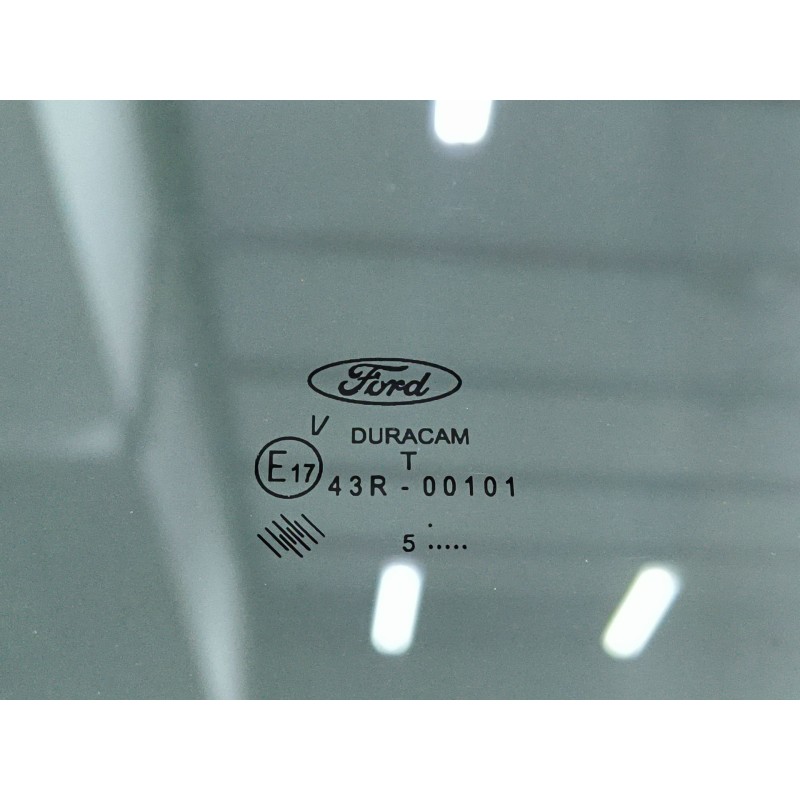 Ford
V
DURACAM
T
E17
43R-00101
5 ......